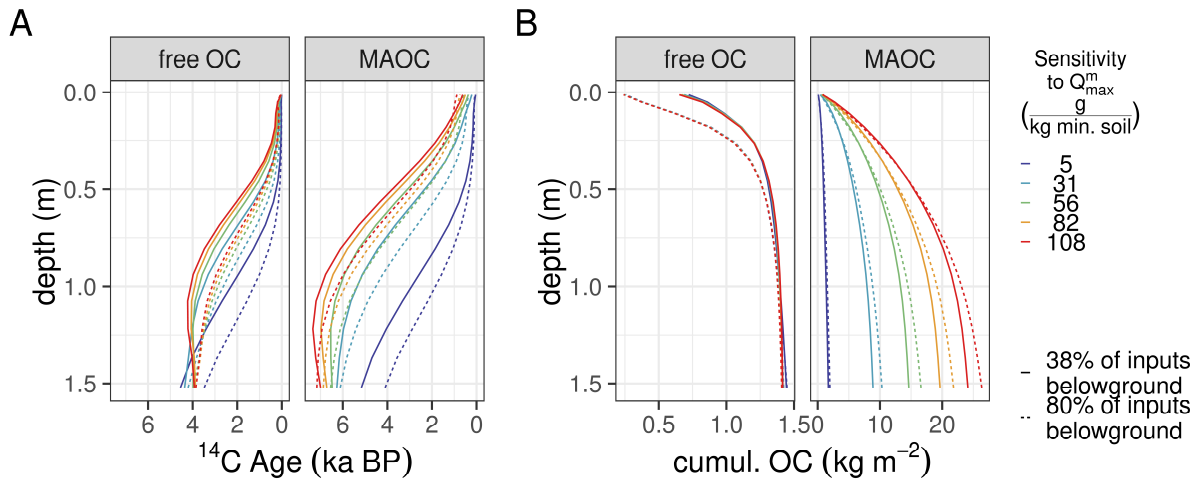 A
B
free OC
MAOC
free OC
MAOC
0.0
0.5
1.0
1.5
depth (m)
6 4 2 0
6 4 2 0
¹⁴C Age (ka BP)
0.0
0.5
1.0
1.5
depth (m)
0.5 1.0 1.5
0 10 20
cumul. OC (kg m⁻²)
Sensitivity
to Qᵐmax
(g
kg min. soil)
5
31
56
82
108
38% of inputs
belowground
80% of inputs
belowground